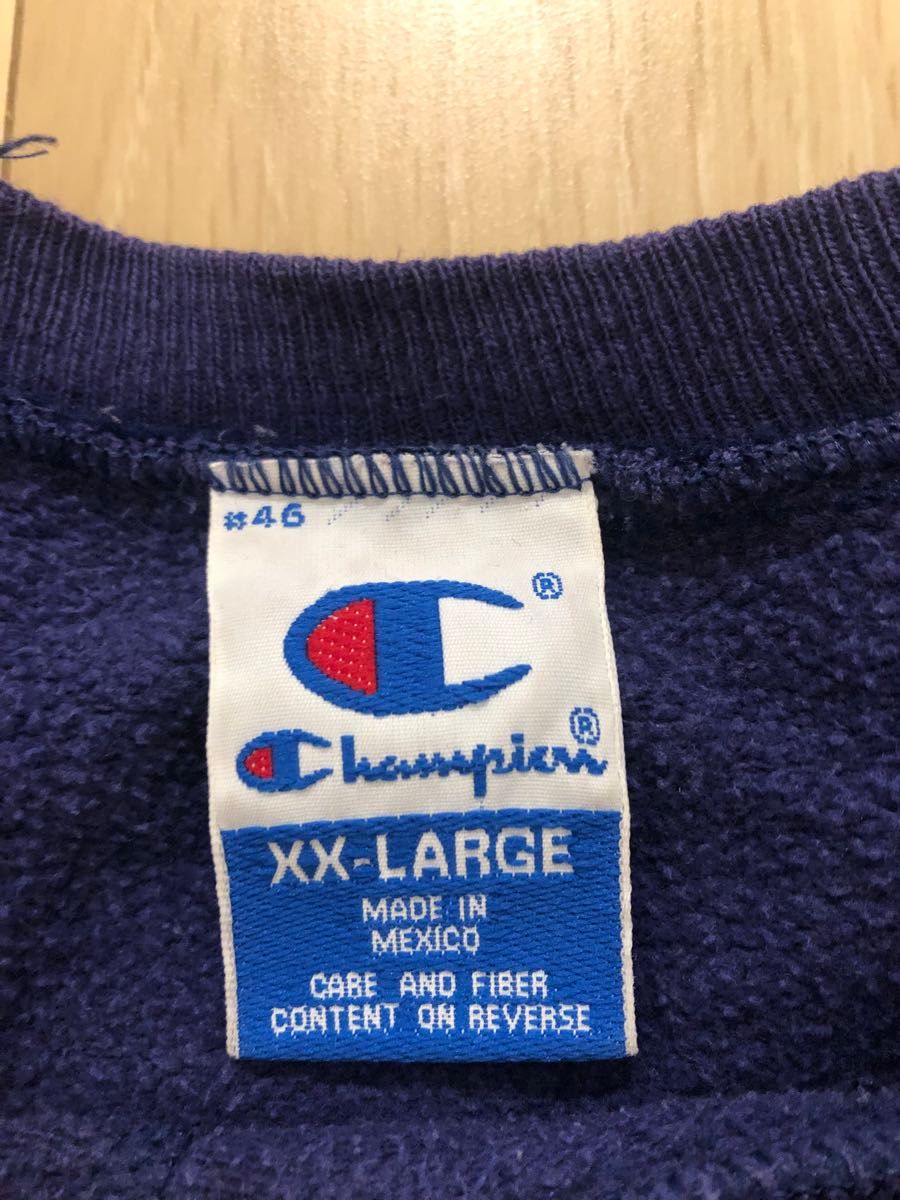 #46
®
Champion®
XX-LARGE
MADE IN
MEXICO
CARE AND FIBER
CONTENT ON REVERSE